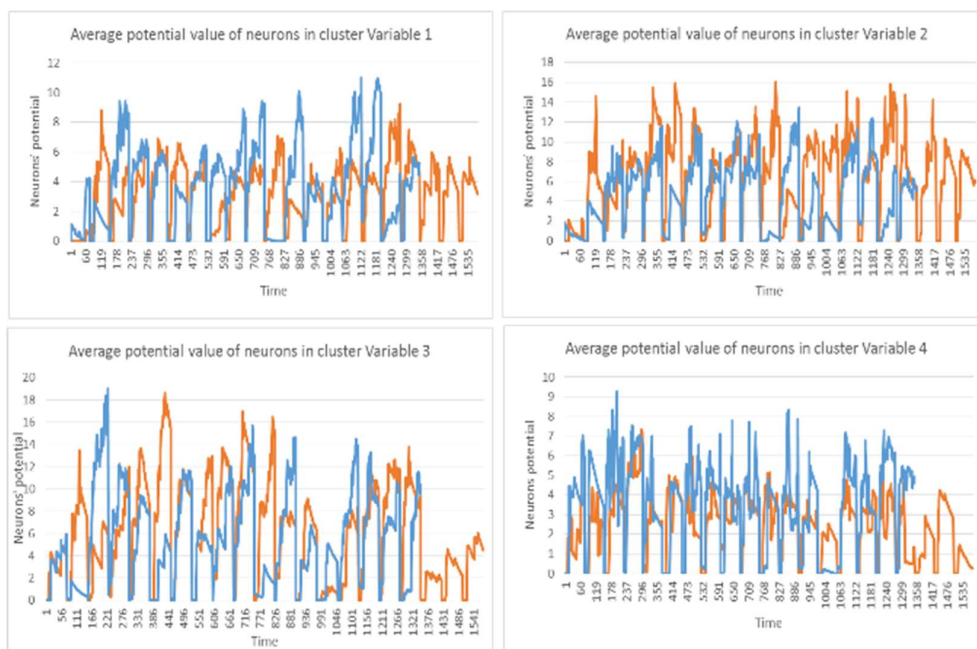 Average potential value of neurons in cluster Variable 1
Neurons' potential
12
10
8
6
4
2
0
1 60 119 178 237 296 355 414 473 532 591 650 709 768 827 886 945 1004 1063 1122 1181 1240 1299 1358 1417 1476 1535
Time
Average potential value of neurons in cluster Variable 2
Neurons' potential
18
16
14
12
10
8
6
4
2
0
1 60 119 178 237 296 355 414 473 532 591 650 709 768 827 886 945 1004 1063 1122 1181 1240 1299 1358 1417 1476 1535
Time
Average potential value of neurons in cluster Variable 3
Neurons' potential
20
18
16
14
12
10
8
6
4
2
0
1 56 111 166 221 276 331 386 441 496 551 606 661 716 771 826 881 936 991 1046 1101 1156 1211 1266 1321 1376 1431 1486 1541
Time
Average potential value of neurons in cluster Variable 4
Neurons potential
10
9
8
7
6
5
4
3
2
1
0
1 60 119 178 237 296 355 414 473 532 591 650 709 768 827 886 945 1004 1063 1122 1181 1240 1299 1358 1417 1476 1535
Time